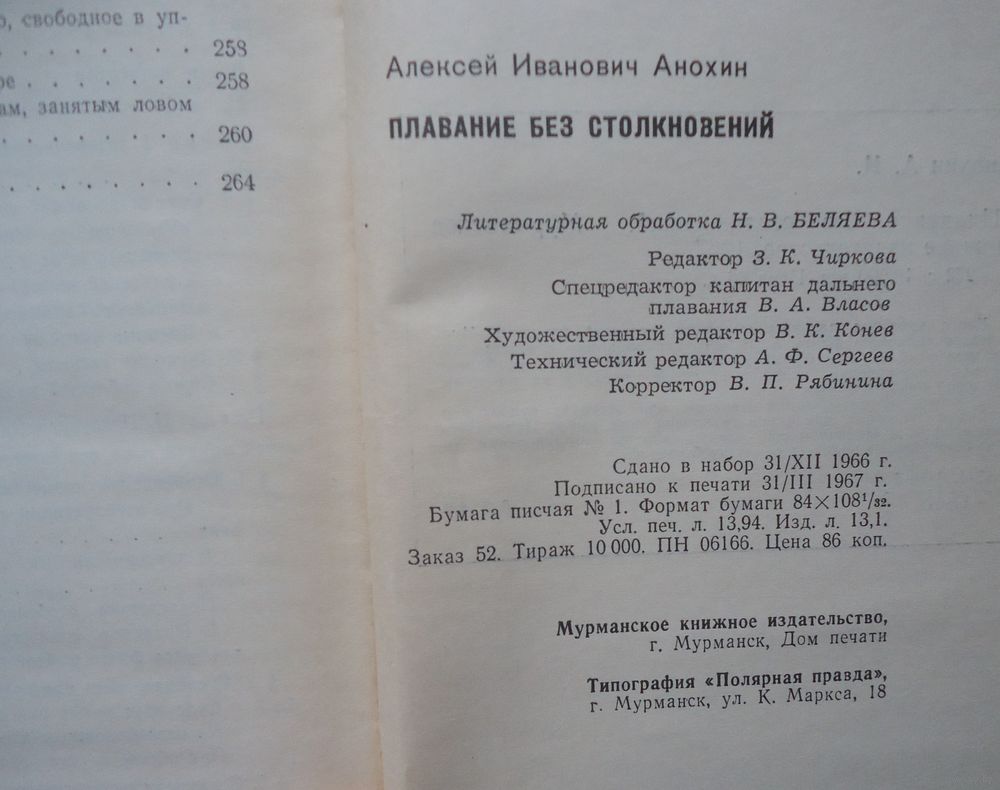 свободное в уп-
258
258
занятым ловом
260
264
Алексей Иванович Анохин
ПЛАВАНИЕ БЕЗ СТОЛКНОВЕНИЙ
Литературная обработка Н. В. БЕЛЯЕВА
Редактор З. К. Чиркова
Спецредактор капитан дальнего
плавания В. А. Власов
Художественный редактор В. К. Конев
Технический редактор А. Ф. Сергеев
Корректор В. П. Рябинина
Сдано в набор 31/XII 1966 г.
Подписано к печати 31/III 1967 г.
Бумага писчая № 1. Формат бумаги 84×108¹/₃₂.
Усл. печ. л. 13,94. Изд. л. 13,1.
Заказ 52. Тираж 10 000. ПН 06166. Цена 86 коп.
Мурманское книжное издательство,
г. Мурманск, Дом печати
Типография «Полярная правда»,
г. Мурманск, ул. К. Маркса, 18